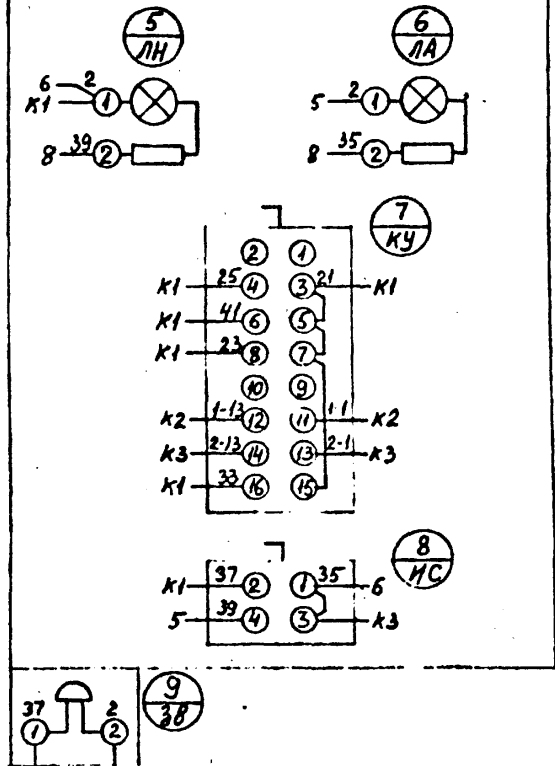 5
ЛН
6
ЛА
6 2
К1 1
8 39 2
5 2 1
8 35 2
7
КУ
2 1
К1 25 4 3 21 К1
К1 41 6 5
К1 23 8 7
10 9
К2 1-13 12 11 1-1 К2
К3 2-13 14 13 2-1 К3
К1 33 16 15
8
ИС
К1 37 2 1 35 6
5 39 4 3 К3
9
ЗВ
37 2
1 2